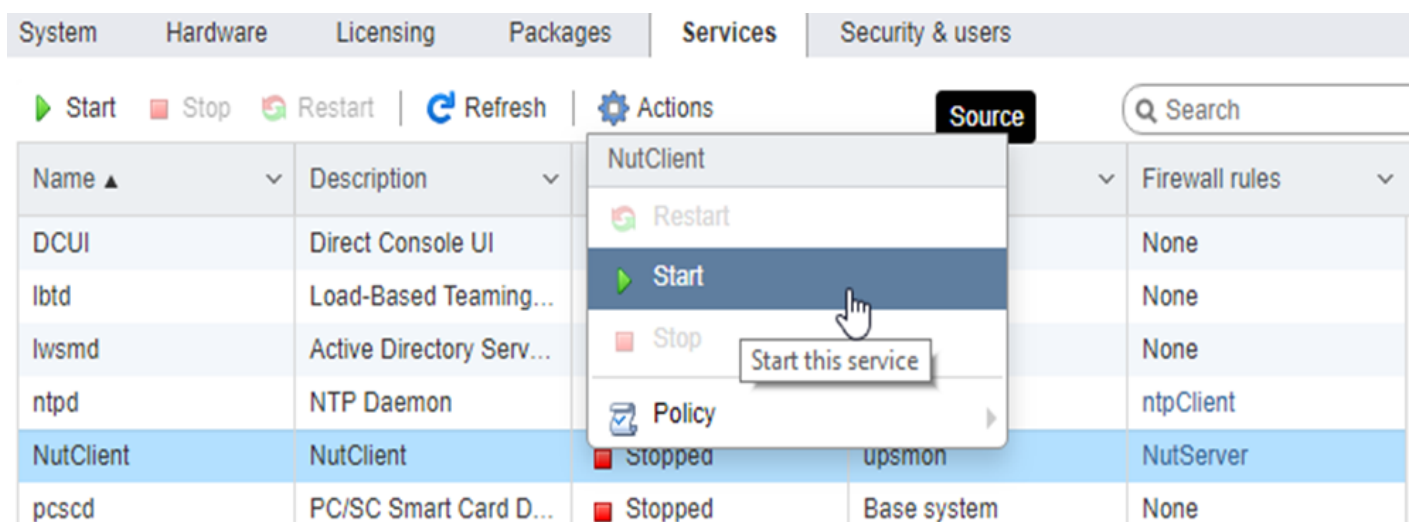 System Hardware Licensing Packages Services Security & users
Start Stop Restart Refresh Actions Source Search
Name Description NutClient Firewall rules
Restart
DCUI Direct Console UI None
Start
lbtd Load-Based Teaming... None
Stop
lwsmd Active Directory Serv... None
Start this service
ntpd NTP Daemon Policy ntpClient
NutClient NutClient Stopped upsmon NutServer
pcscd PC/SC Smart Card D... Stopped Base system None